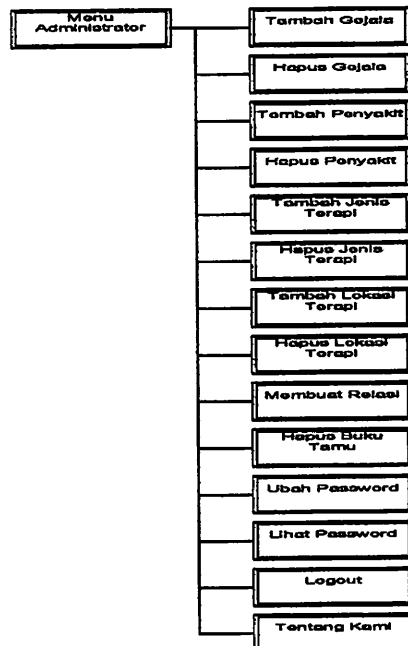 Menu
Administrator
Tambah Gejala
Hapus Gejala
Tambah Penyakit
Hapus Penyakit
Tambah Jenis
Terapi
Hapus Jenis
Terapi
Tambah Lokasi
Terapi
Hapus Lokasi
Terapi
Membuat Relasi
Hapus Buku
Tamu
Ubah Password
Lihat Password
Logout
Tentang Kami